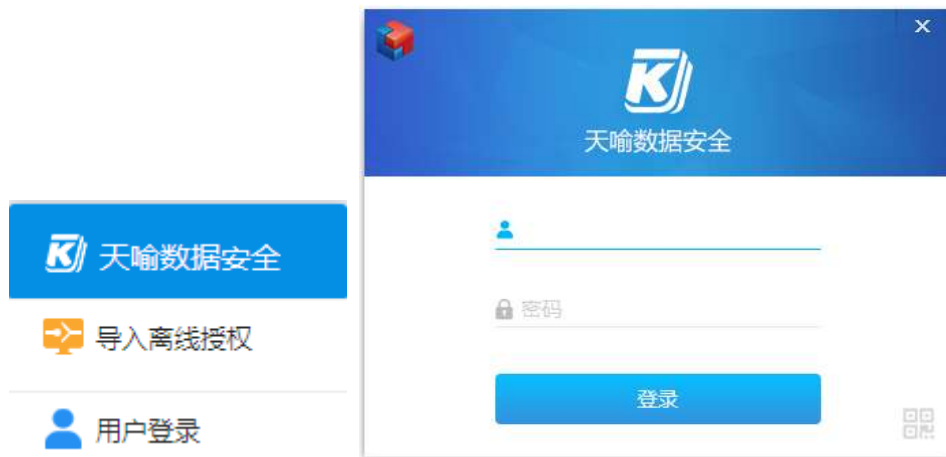 天喻数据安全
导入离线授权
用户登录
天喻数据安全
密码
登录